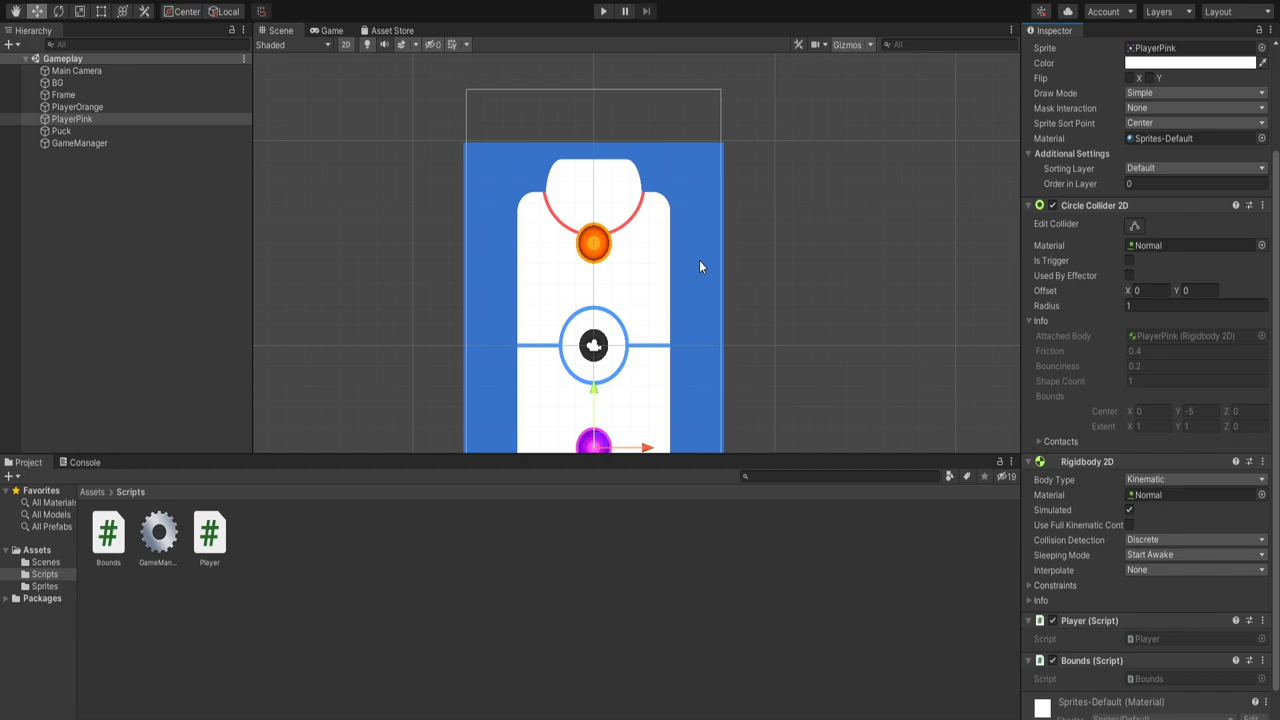 Center Local Account Layers Layout
Hierarchy Scene Game Asset Store Inspector
All Shaded 2D 0 Gizmos All Sprite PlayerPink
Gameplay Color
Main Camera Flip X Y
BG Draw Mode Simple
Frame Mask Interaction None
PlayerOrange Sprite Sort Point Center
PlayerPink Material Sprites-Default
Puck Additional Settings
GameManager Sorting Layer Default
Order in Layer 0
Circle Collider 2D
Edit Collider
Material Normal
Is Trigger
Used By Effector
Offset X 0 Y 0
Radius 1
Info
Attached Body PlayerPink (Rigidbody 2D)
Friction 0.4
Bounciness 0.2
Shape Count 1
Bounds
Center X 0 Y -5 Z 0
Extent X 1 Y 1 Z 0
Contacts
Rigidbody 2D
Body Type Kinematic
Material Normal
Simulated
Use Full Kinematic Cont
Collision Detection Discrete
Sleeping Mode Start Awake
Interpolate None
Constraints
Info
Player (Script)
Script Player
Bounds (Script)
Script Bounds
Sprites-Default (Material)
Project Console
19
Favorites Assets Scripts
All Materials
All Models
All Prefabs
Assets
Scenes
Scripts
Sprites
Packages
Bounds GameMan... Player